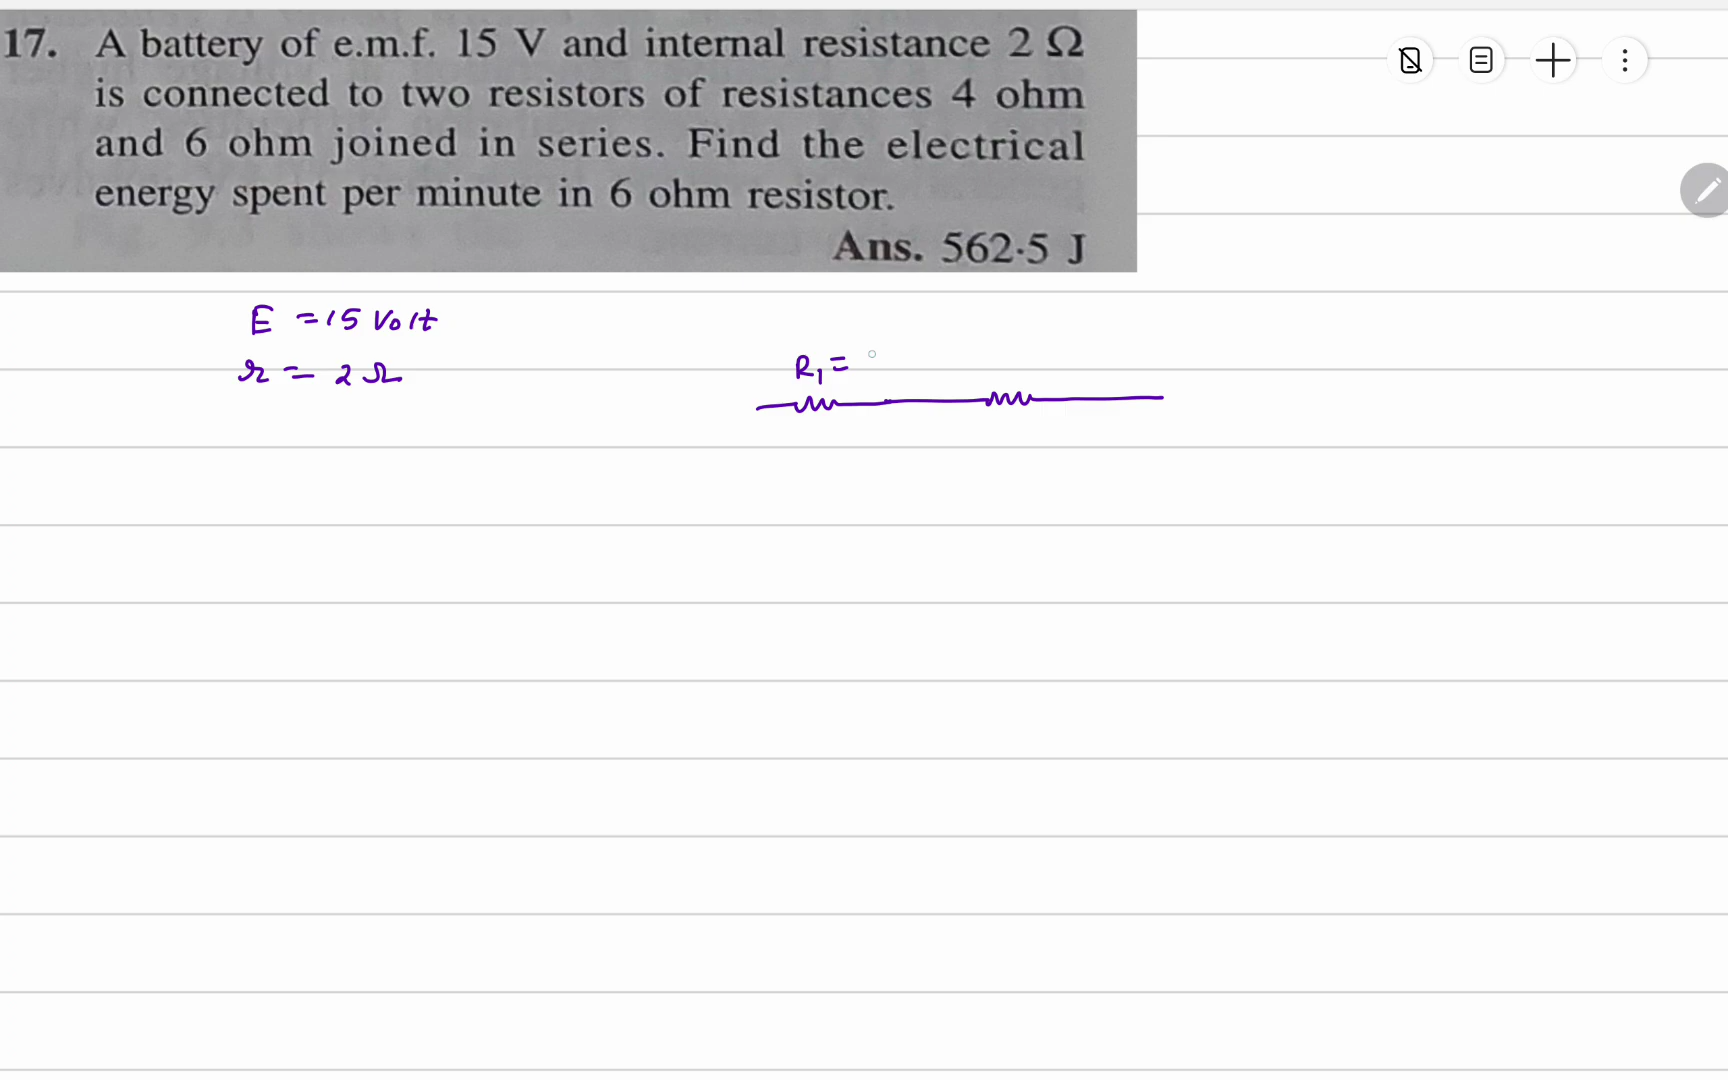 17. A battery of e.m.f. 15 V and internal resistance 2 Ω
is connected to two resistors of resistances 4 ohm
and 6 ohm joined in series. Find the electrical
energy spent per minute in 6 ohm resistor.
Ans. 562·5 J
E = 15 Volt
r = 2 Ω
R₁ =